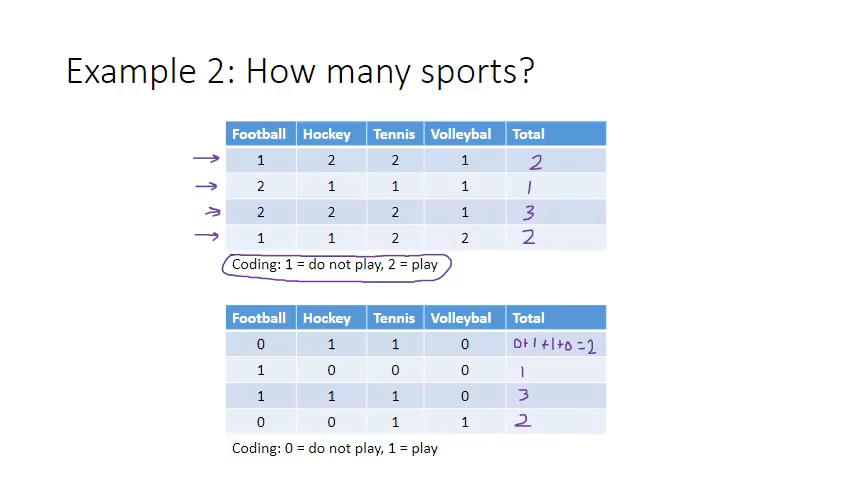 Example 2: How many sports?
Football Hockey Tennis Volleybal Total
1 2 2 1 2
2 1 1 1 1
2 2 2 1 3
1 1 2 2 2
Coding: 1 = do not play, 2 = play
Football Hockey Tennis Volleybal Total
0 1 1 0 0+1+1+0=2
1 0 0 0 1
1 1 1 0 3
0 0 1 1 2
Coding: 0 = do not play, 1 = play